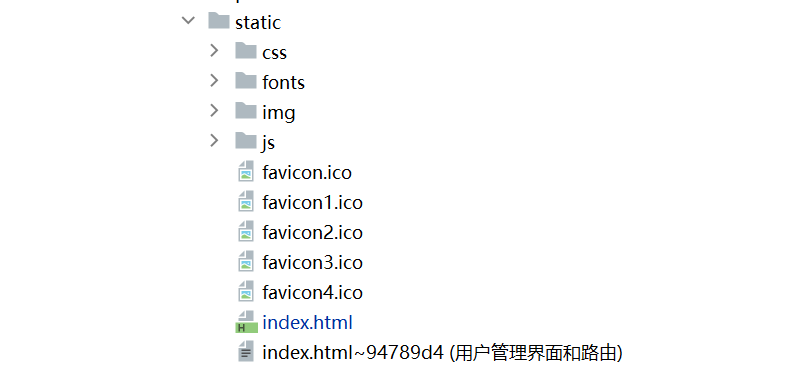 static
css
fonts
img
js
favicon.ico
favicon1.ico
favicon2.ico
favicon3.ico
favicon4.ico
index.html
index.html~94789d4 (用户管理界面和路由)